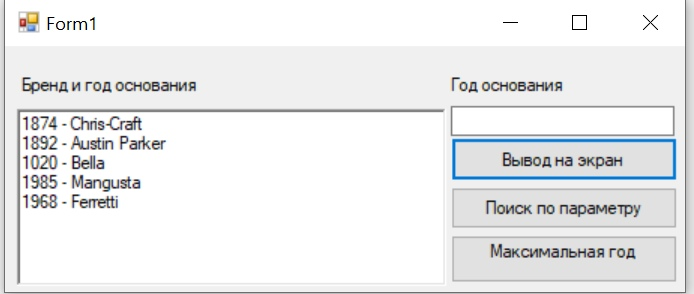 Form1
Бренд и год основания
Год основания
1874 - Chris-Craft
1892 - Austin Parker
1020 - Bella
1985 - Mangusta
1968 - Ferretti
Вывод на экран
Поиск по параметру
Максимальная год